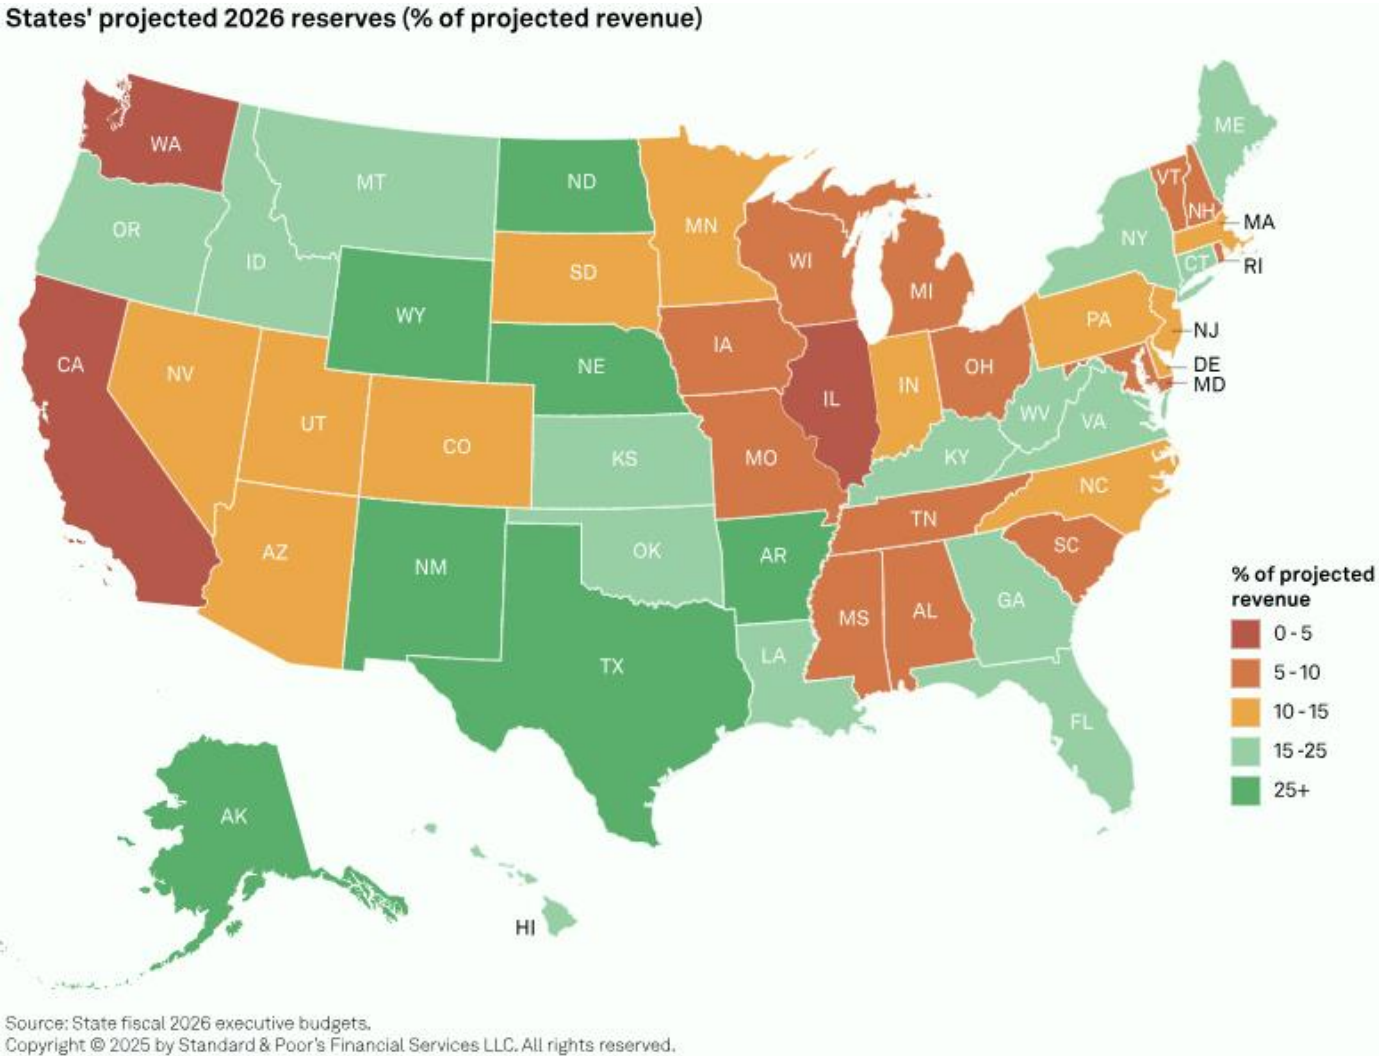 States' projected 2026 reserves (% of projected revenue)
WA
OR
MT
ID
ND
MN
SD
WY
WI
MI
ME
VT
NH
MA
NY
CT
RI
CA
NV
UT
CO
NE
IA
IL
IN
OH
PA
NJ
DE
MD
WV
VA
KS
MO
KY
NC
TN
SC
AZ
NM
OK
AR
MS
AL
GA
TX
LA
FL
AK
HI
% of projected
revenue
0 - 5
5 - 10
10 - 15
15 - 25
25+
Source: State fiscal 2026 executive budgets.
Copyright © 2025 by Standard & Poor's Financial Services LLC. All rights reserved.